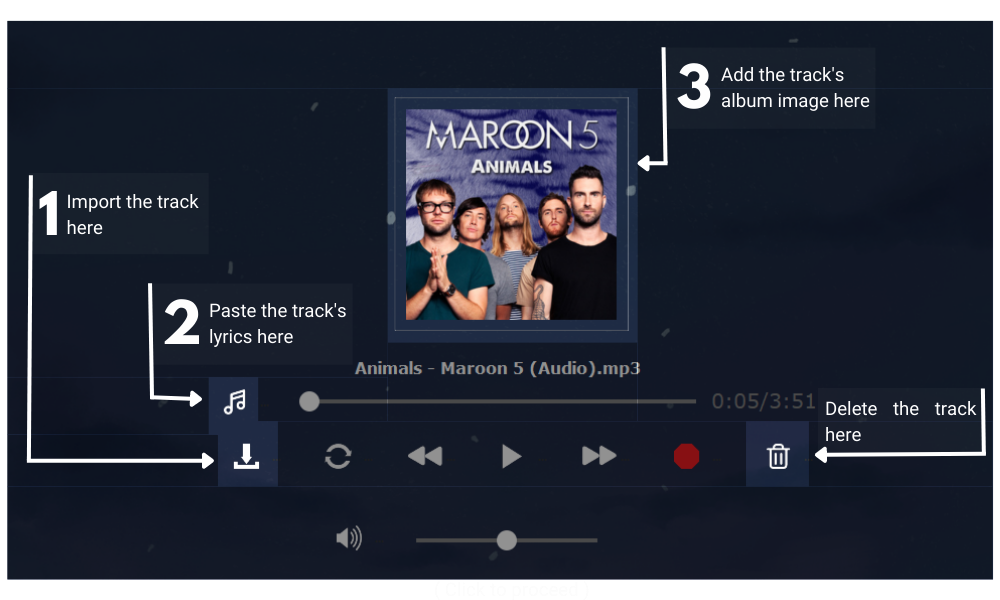 3
Add the track's
album image here
MAROON 5
ANIMALS
1
Import the track
here
2
Paste the track's
lyrics here
Animals - Maroon 5 (Audio).mp3
0:05/3:51
Delete the track
here